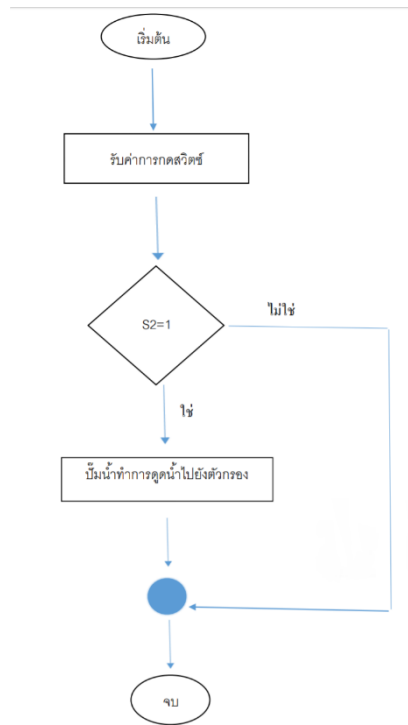 เริ่มต้น
รับค่าการกดสวิตซ์
S2=1
ไม่ใช่
ใช่
ปั๊มน้ำทำการดูดน้ำไปยังตัวกรอง
จบ